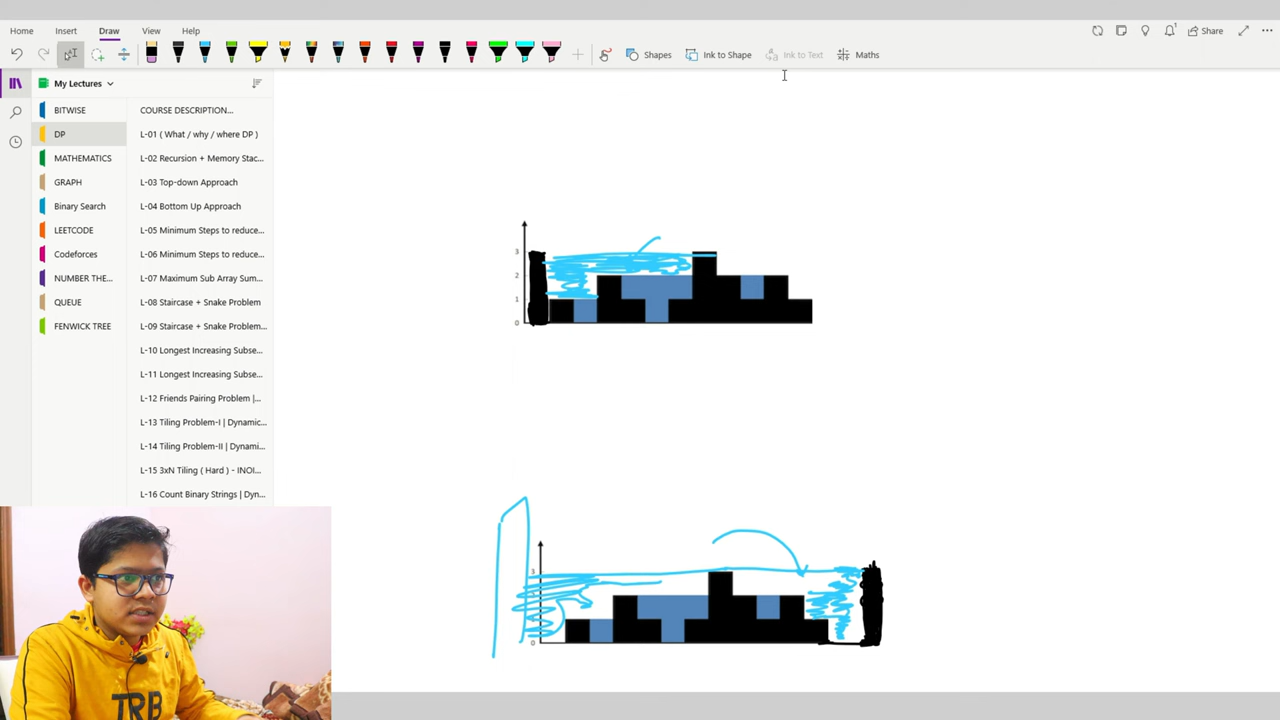 Home Insert Draw View Help
Share
Shapes Ink to Shape Ink to Text Maths
My Lectures
BITWISE
DP
MATHEMATICS
GRAPH
Binary Search
LEETCODE
Codeforces
NUMBER THE...
QUEUE
FENWICK TREE
COURSE DESCRIPTION...
L-01 ( What / why / where DP )
L-02 Recursion + Memory Stac...
L-03 Top-down Approach
L-04 Bottom Up Approach
L-05 Minimum Steps to reduce...
L-06 Minimum Steps to reduce...
L-07 Maximum Sub Array Sum...
L-08 Staircase + Snake Problem
L-09 Staircase + Snake Problem...
L-10 Longest Increasing Subse...
L-11 Longest Increasing Subse...
L-12 Friends Pairing Problem |...
L-13 Tiling Problem-I | Dynamic...
L-14 Tiling Problem-II | Dynami...
L-15 3xN Tiling ( Hard ) - INOI...
L-16 Count Binary Strings | Dyn...
3
2
1
0
3
0
TRB